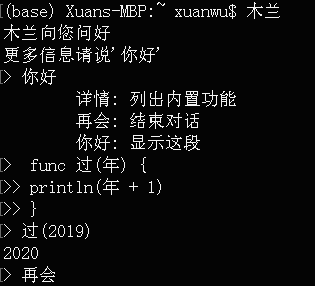 (base) Xuans-MBP:~ xuanwu$ 木兰
木兰向您问好
更多信息请说'你好'
> 你好
        详情: 列出内置功能
        再会: 结束对话
        你好: 显示这段
>  func 过(年) {
>> println(年 + 1)
>> }
> 过(2019)
2020
> 再会